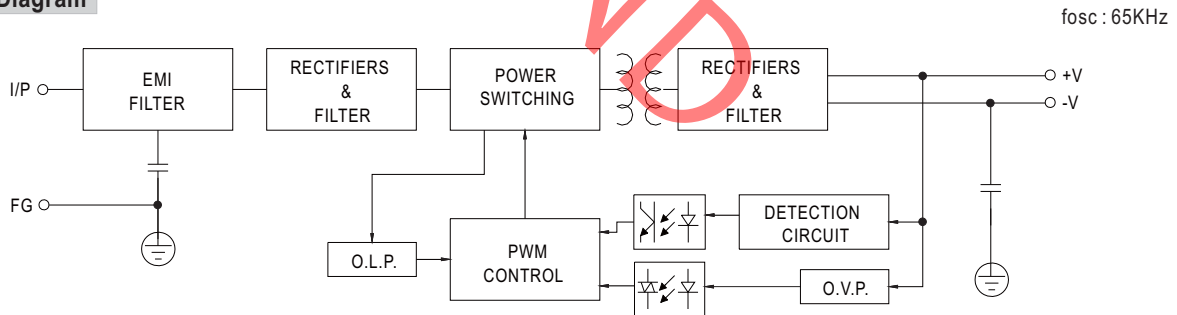 Diagram
fosc : 65KHz
I/P
EMI
FILTER
RECTIFIERS
&
FILTER
POWER
SWITCHING
RECTIFIERS
&
FILTER
+V
-V
FG
O.L.P.
PWM
CONTROL
DETECTION
CIRCUIT
O.V.P.